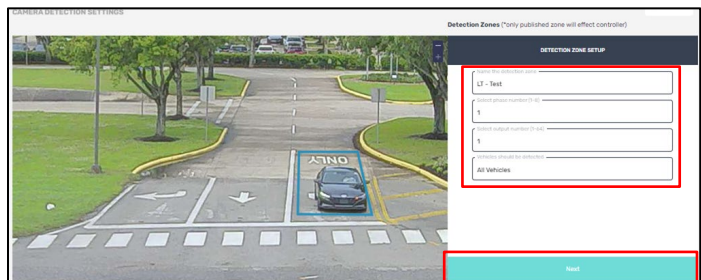 CAMERA DETECTION SETTINGS
Detection Zones (*only published zone will effect controller)
DETECTION ZONE SETUP
Name the detection zone
LT - Test
Select phase number (1-8)
1
Select output number (1-64)
1
Vehicles should be detected
All Vehicles
Next
ONLY